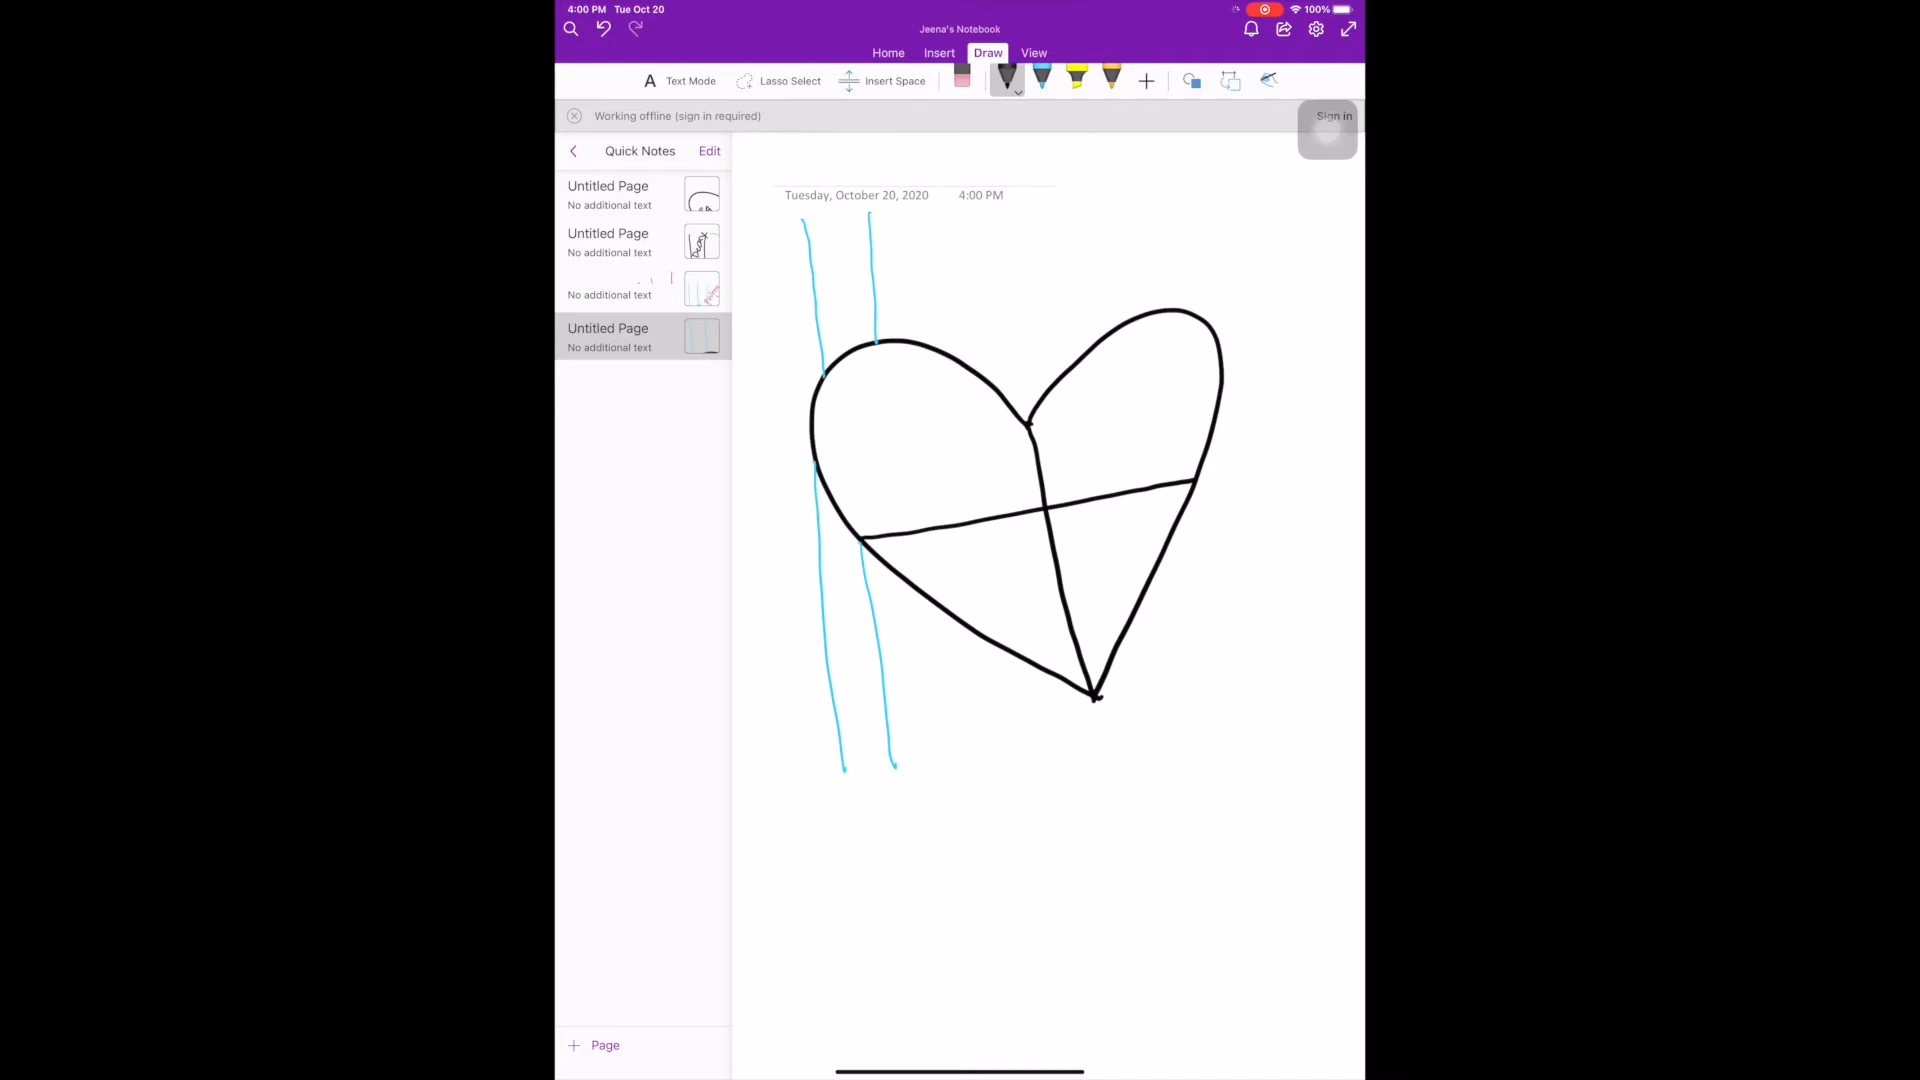 4:00 PM Tue Oct 20
100%
Jeena's Notebook
Home Insert Draw View
A Text Mode Lasso Select Insert Space
Working offline (sign in required) Sign in
Quick Notes Edit
Untitled Page
No additional text
Untitled Page
No additional text
No additional text
Untitled Page
No additional text
Tuesday, October 20, 2020 4:00 PM
Page